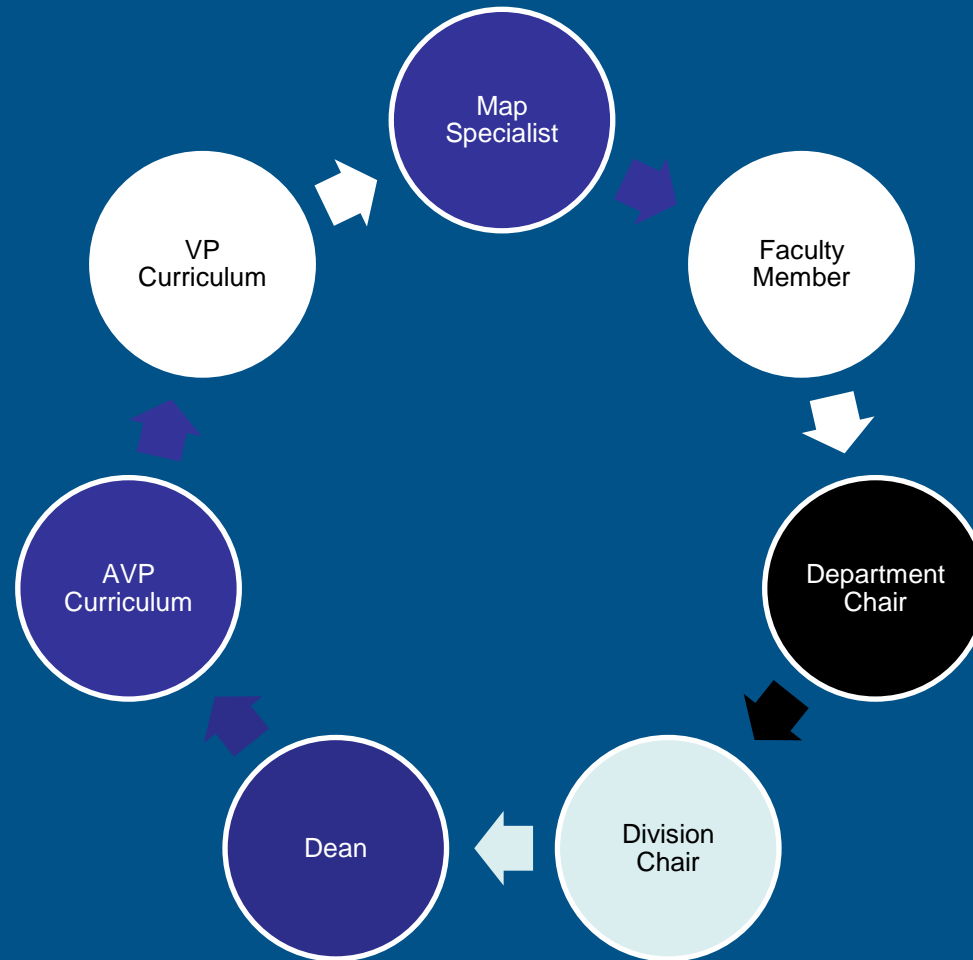 Map
Specialist
Faculty
Member
Department
Chair
Division
Chair
Dean
AVP
Curriculum
VP
Curriculum